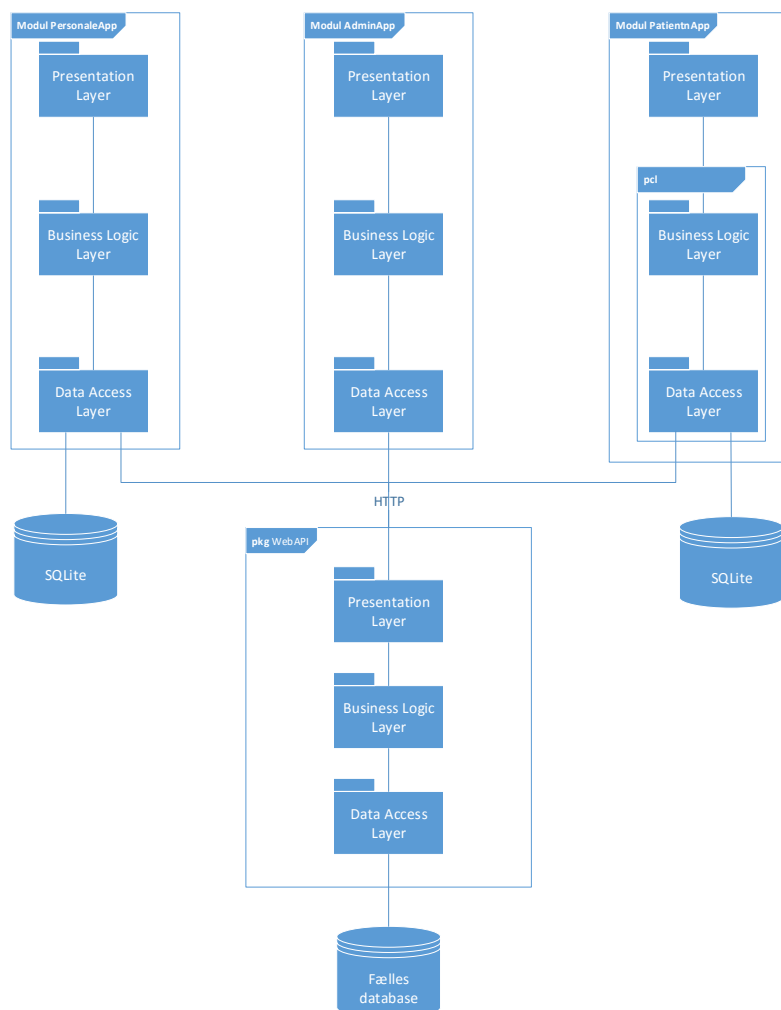 Modul PersonaleApp
Presentation
Layer
Business Logic
Layer
Data Access
Layer
SQLite
Modul AdminApp
Presentation
Layer
Business Logic
Layer
Data Access
Layer
Modul PatientnApp
Presentation
Layer
pcl
Business Logic
Layer
Data Access
Layer
SQLite
HTTP
pkg WebAPI
Presentation
Layer
Business Logic
Layer
Data Access
Layer
Fælles
database